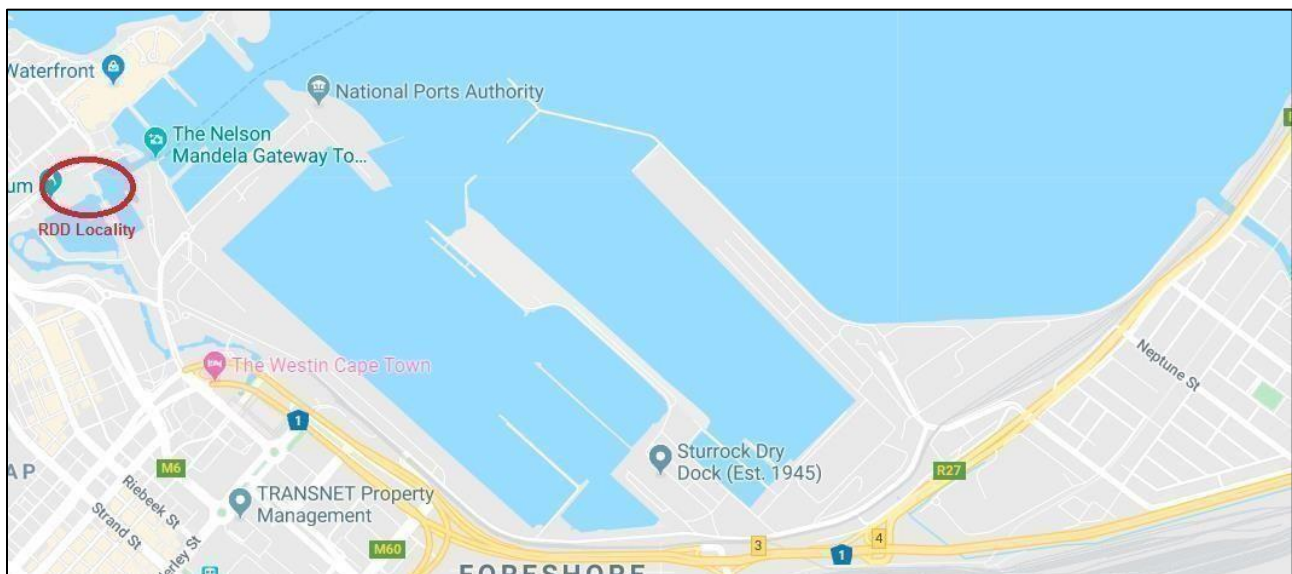 Waterfront
National Ports Authority
The Nelson
Mandela Gateway To...
um
RDD Locality
The Westin Cape Town
1
Neptune St
Sturrock Dry
Dock (Est. 1945)
R27
AP
M6
Riebeek St
Strand St
TRANSNET Property
Management
M60
3
1
4
FORESHORE